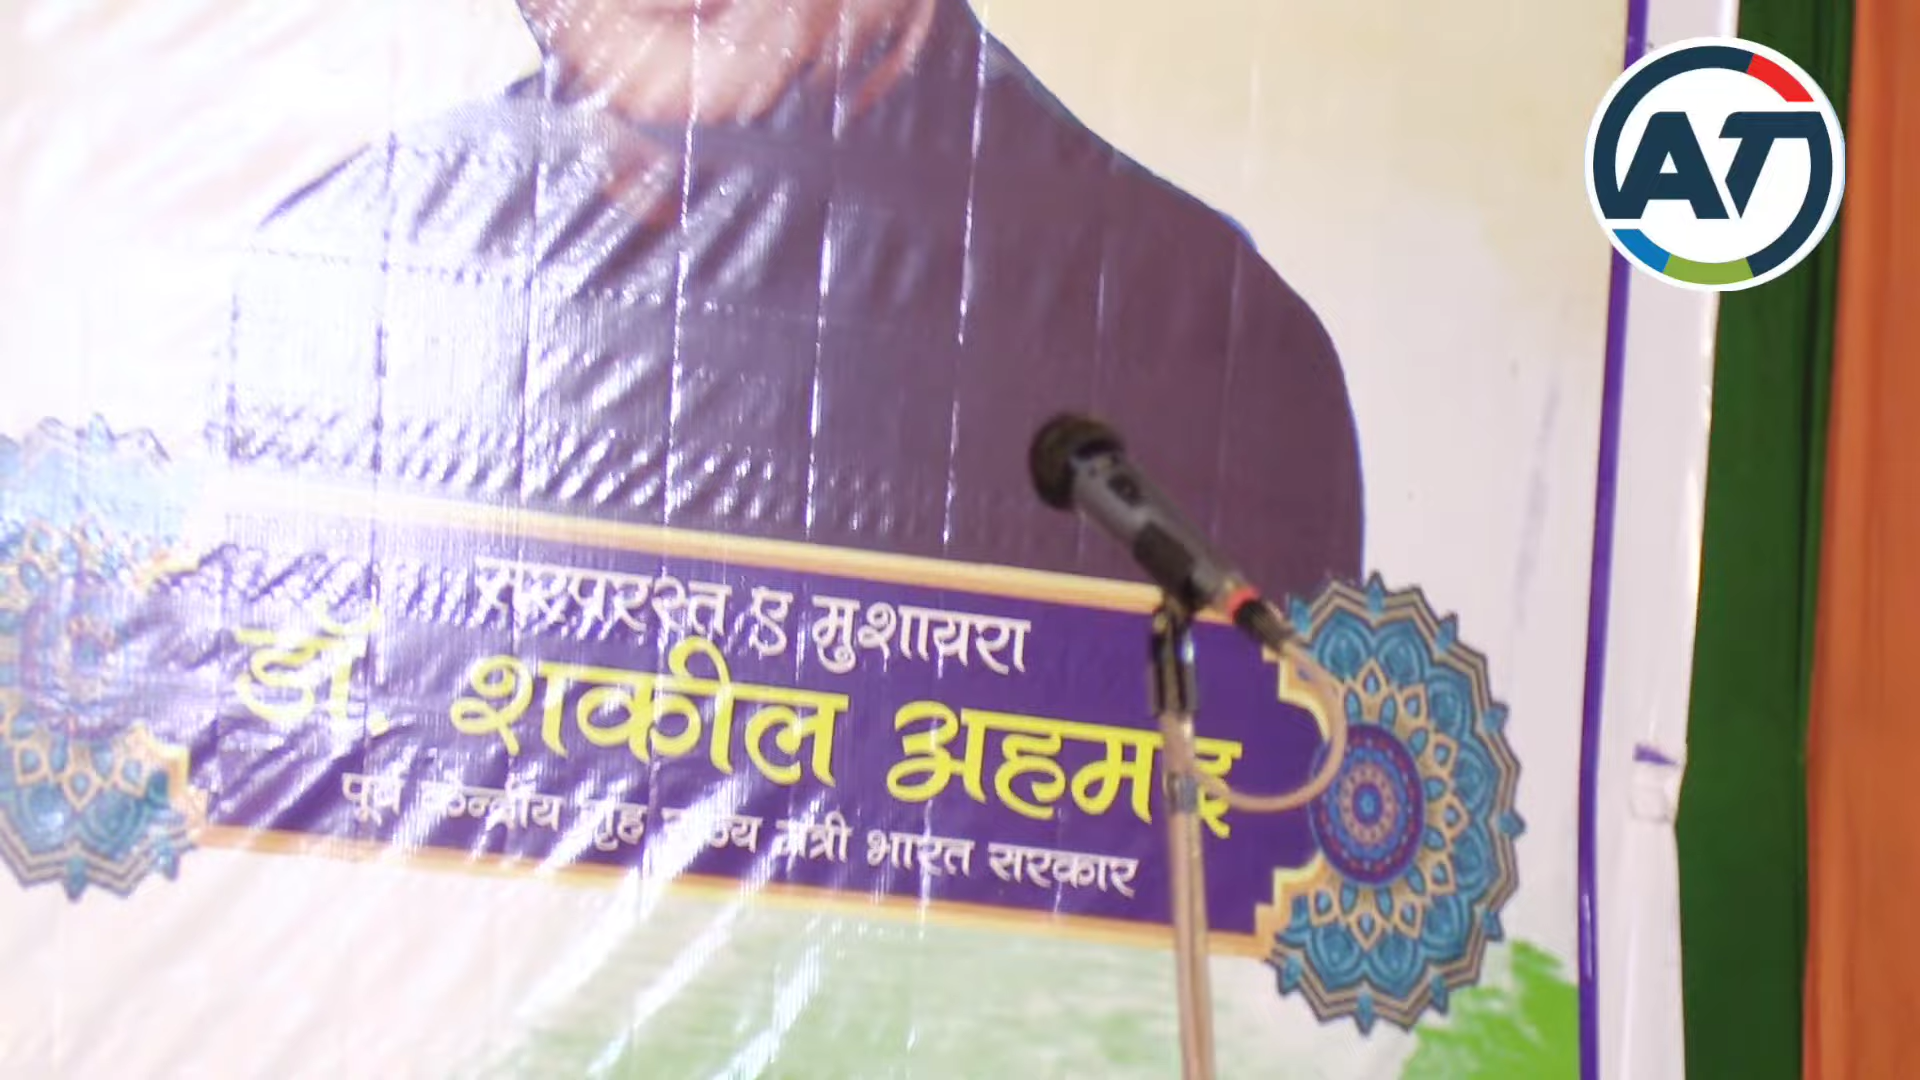 AT
सरपरस्त ए मुशायरा
डॉ. शकील अहमद
पूर्व केन्द्रीय गृह राज्य मंत्री भारत सरकार